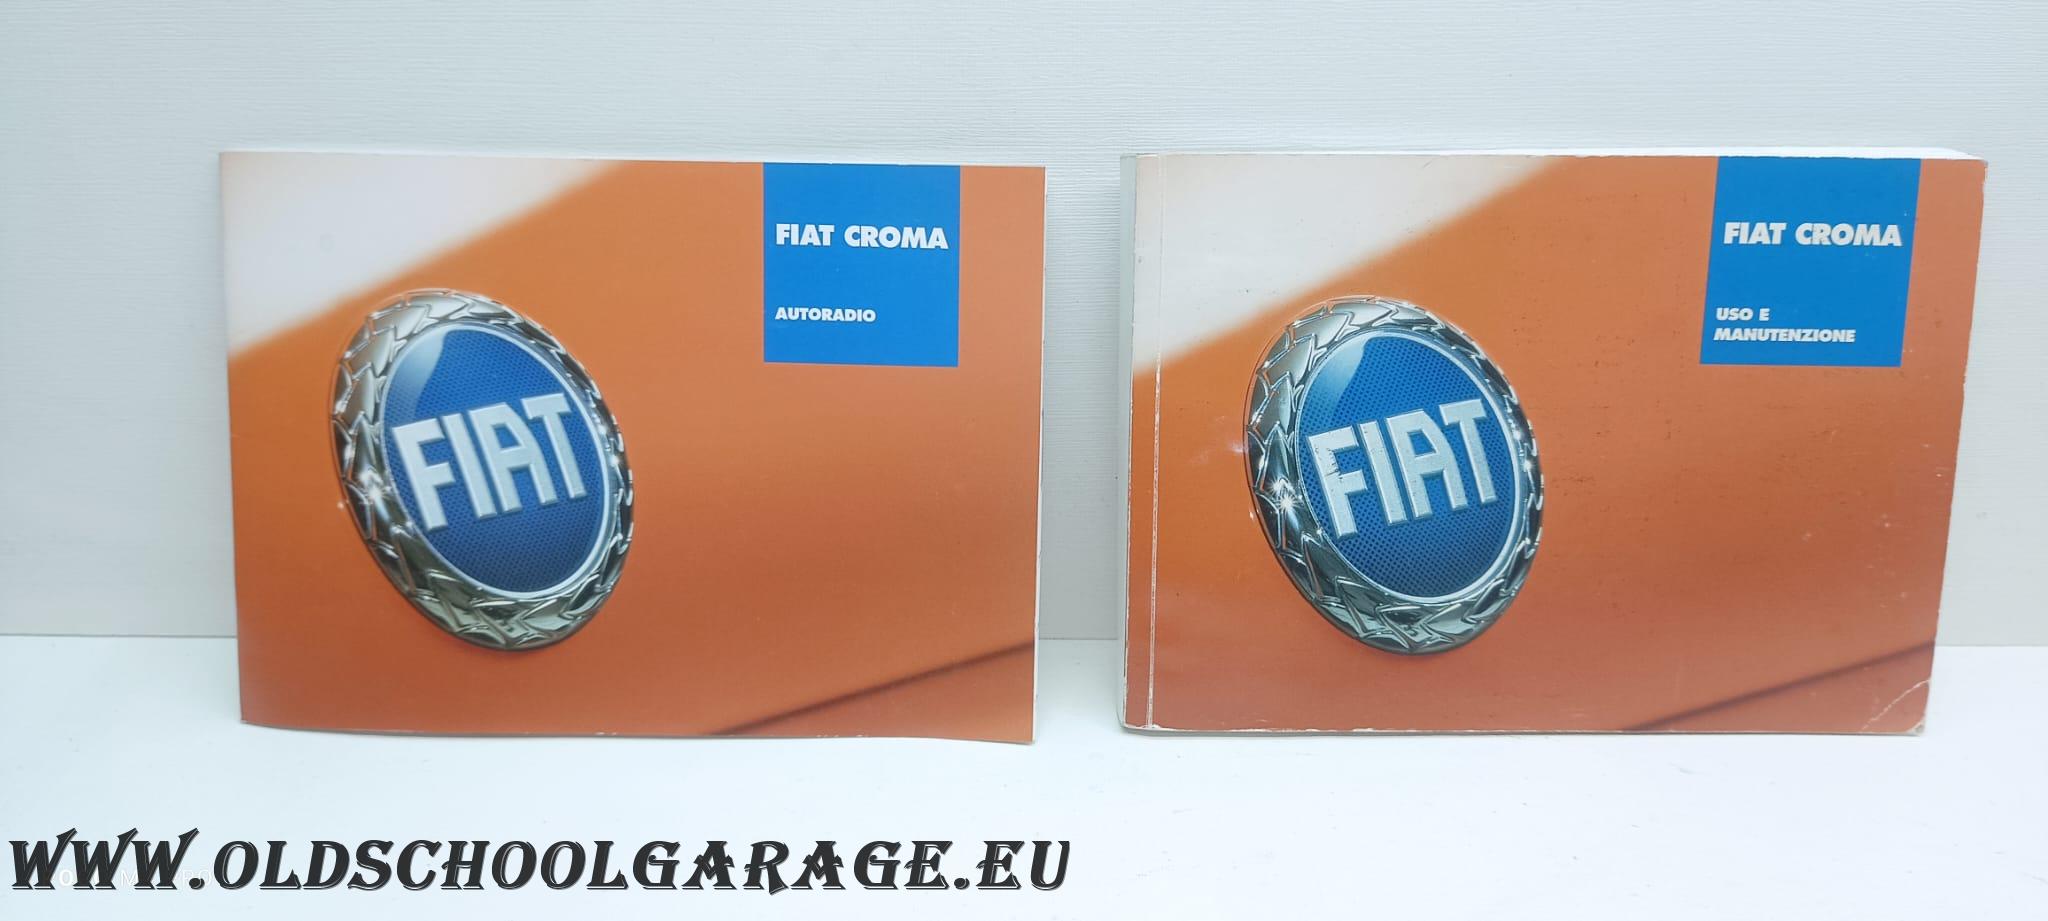 FIAT CROMA
AUTORADIO
FIAT
FIAT CROMA
USO E
MANUTENZIONE
FIAT
WWW.OLDSCHOOLGARAGE.EU